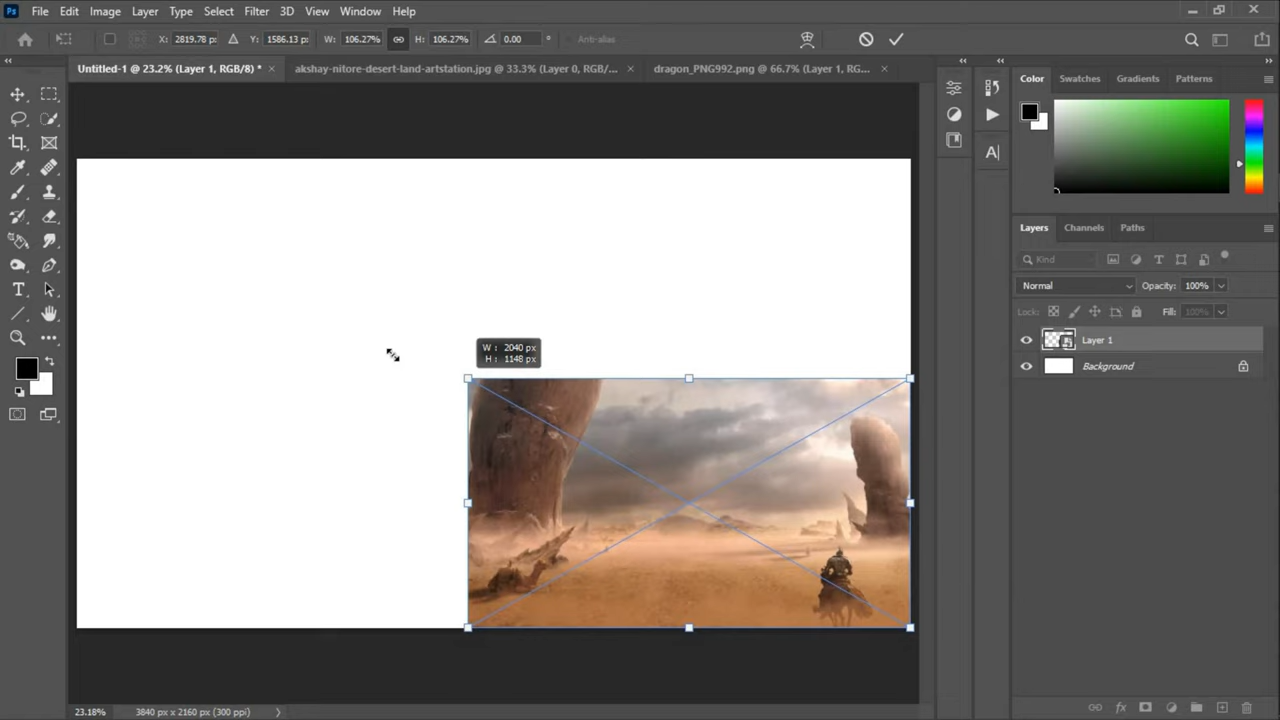 Ps File Edit Image Layer Type Select Filter 3D View Window Help
X: 2819.78 px Y: 1586.13 px W: 106.27% H: 106.27% 0.00 ° Anti-alias
Untitled-1 @ 23.2% (Layer 1, RGB/8) * × akshay-nitore-desert-land-artstation.jpg @ 33.3% (Layer 0, RGB/... × dragon_PNG992.png @ 66.7% (Layer 1, RG... ×
Color Swatches Gradients Patterns
A|
Layers Channels Paths
Kind
Normal Opacity: 100%
Lock: Fill: 100%
Layer 1
Background
W : 2040 px
H : 1148 px
T
23.18% 3840 px x 2160 px (300 ppi) >
fx